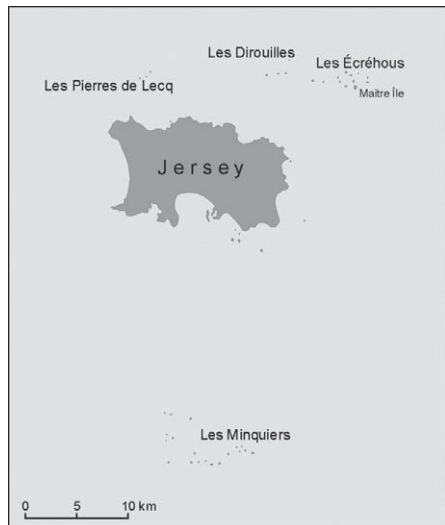 Les Dirouilles
Les Écréhous
Les Pierres de Lecq
Maitre Île
Jersey
Les Minquiers
0 5 10 km